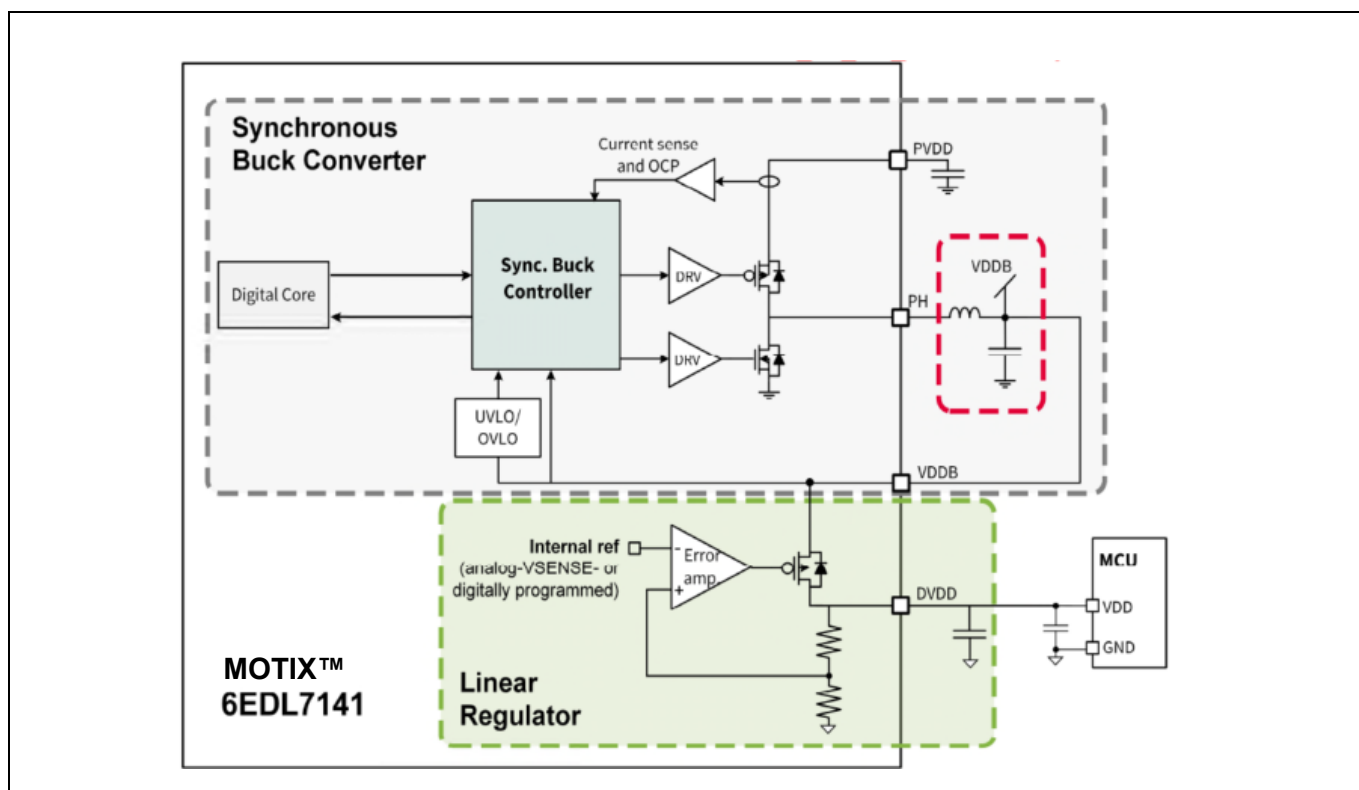 Synchronous
Buck Converter
Current sense
and OCP
PVDD
Digital Core
Sync. Buck
Controller
DRV
VDDB
PH
DRV
UVLO/
OVLO
VDDB
Internal ref
(analog-VSENSE- or
digitally programmed)
-
Error
amp.
+
DVDD
MCU
VDD
GND
MOTIX™
6EDL7141
Linear
Regulator